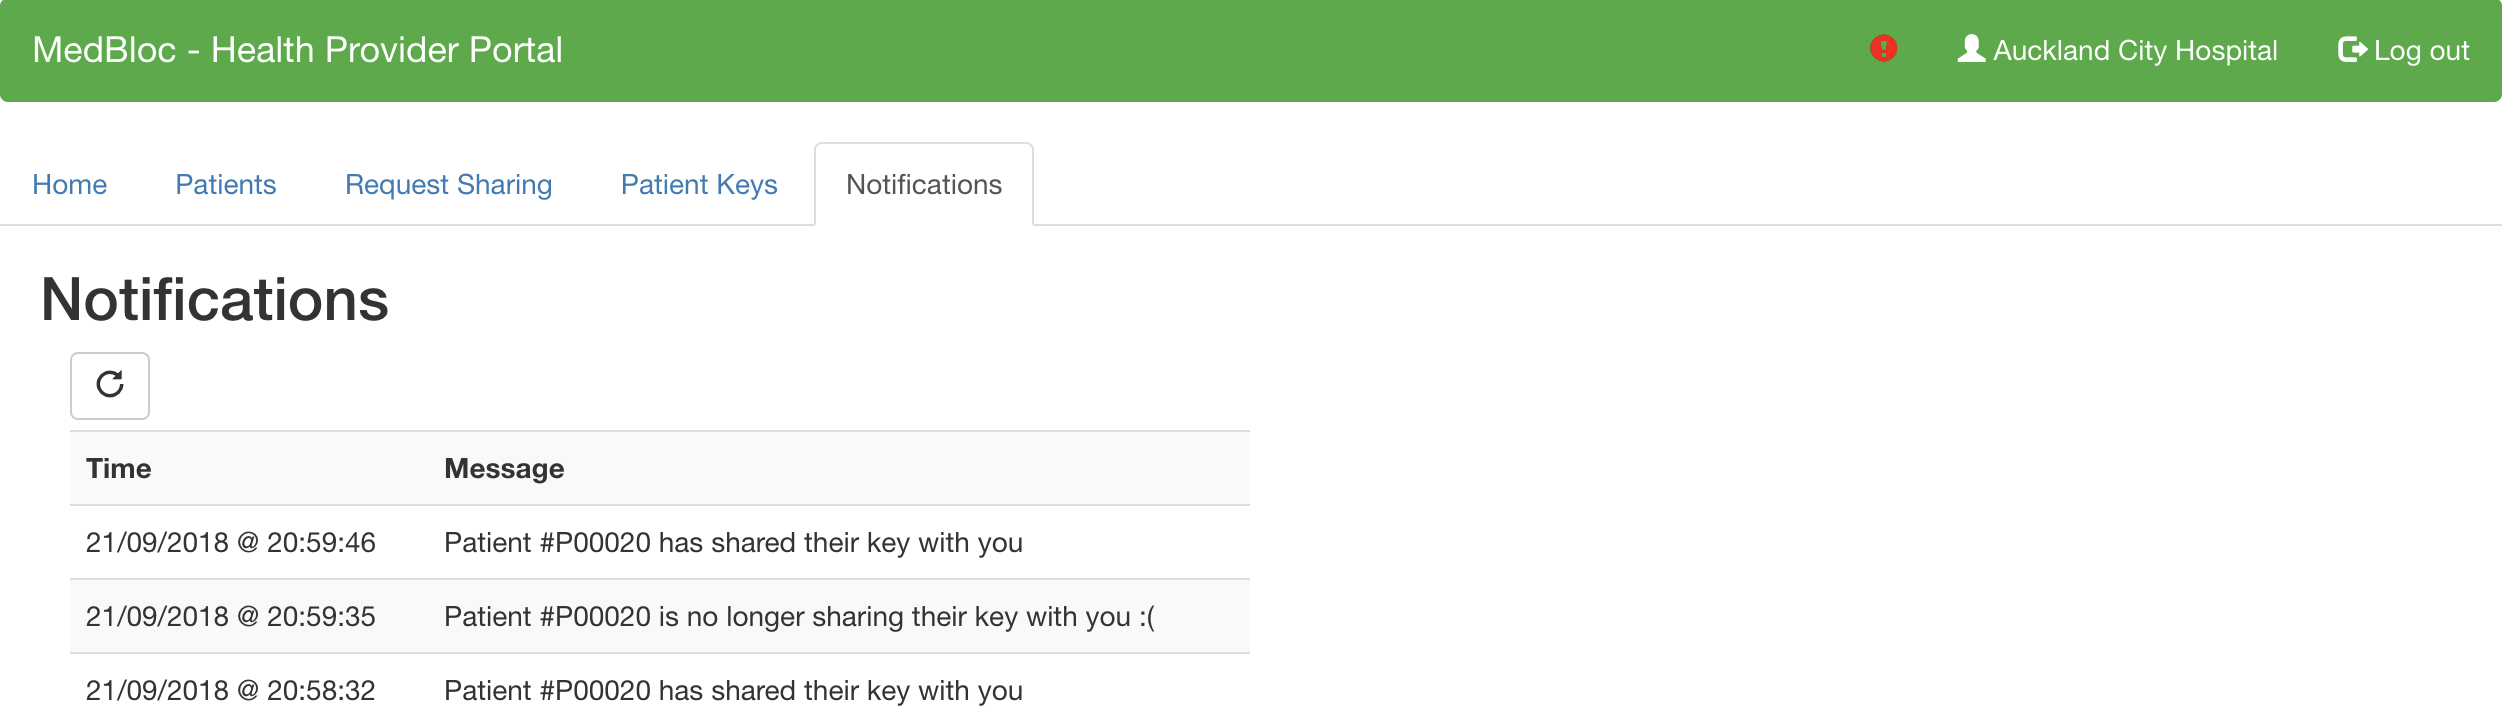 MedBloc - Health Provider Portal
Auckland City Hospital
Log out
Home
Patients
Request Sharing
Patient Keys
Notifications
Notifications
Time Message
21/09/2018 @ 20:59:46 Patient #P00020 has shared their key with you
21/09/2018 @ 20:59:35 Patient #P00020 is no longer sharing their key with you :(
21/09/2018 @ 20:58:32 Patient #P00020 has shared their key with you